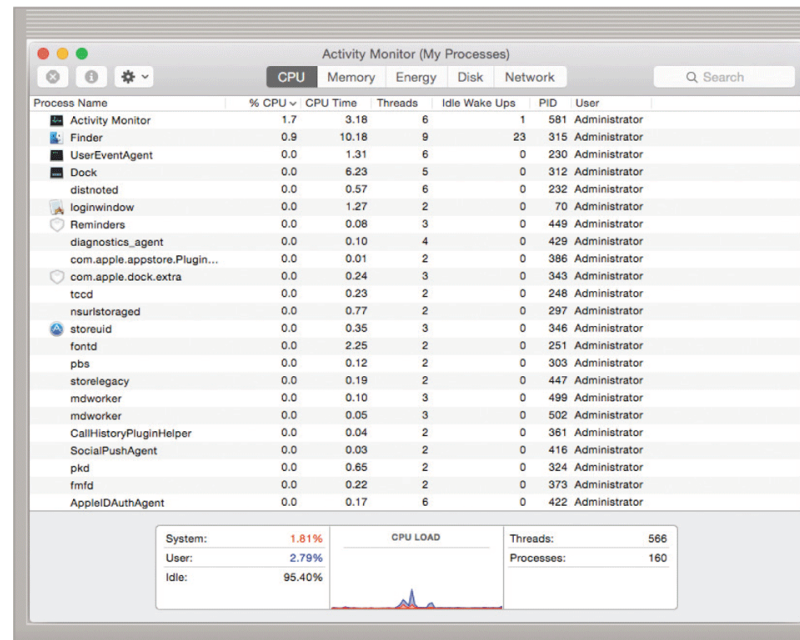 Activity Monitor (My Processes)
CPU Memory Energy Disk Network Search
Process Name % CPU CPU Time Threads Idle Wake Ups PID User
Activity Monitor 1.7 3.18 6 1 581 Administrator
Finder 0.9 10.18 9 23 315 Administrator
UserEventAgent 0.0 1.31 6 0 230 Administrator
Dock 0.0 6.23 5 0 312 Administrator
distnoted 0.0 0.57 6 0 232 Administrator
loginwindow 0.0 1.27 2 0 70 Administrator
Reminders 0.0 0.08 3 0 449 Administrator
diagnostics_agent 0.0 0.10 4 0 429 Administrator
com.apple.appstore.Plugin... 0.0 0.01 2 0 386 Administrator
com.apple.dock.extra 0.0 0.24 3 0 343 Administrator
tccd 0.0 0.23 2 0 248 Administrator
nsurlstoraged 0.0 0.77 2 0 297 Administrator
storeuid 0.0 0.35 3 0 346 Administrator
fontd 0.0 2.25 2 0 251 Administrator
pbs 0.0 0.12 2 0 303 Administrator
storelegacy 0.0 0.19 2 0 447 Administrator
mdworker 0.0 0.10 3 0 499 Administrator
mdworker 0.0 0.05 3 0 502 Administrator
CallHistoryPluginHelper 0.0 0.04 2 0 361 Administrator
SocialPushAgent 0.0 0.03 2 0 416 Administrator
pkd 0.0 0.65 2 0 324 Administrator
fmfd 0.0 0.22 2 0 373 Administrator
AppleIDAuthAgent 0.0 0.17 6 0 422 Administrator
System: 1.81% CPU LOAD Threads: 566
User: 2.79% Processes: 160
Idle: 95.40%